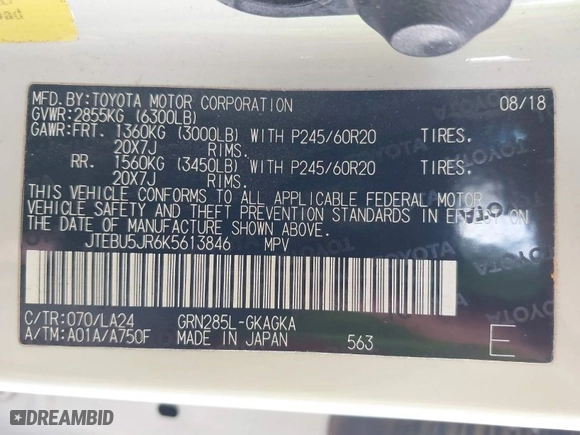 oad
MFD.BY:TOYOTA MOTOR CORPORATION 08/18
GVWR:2855KG (6300LB)
GAWR:FRT. 1360KG (3000LB) WITH P245/60R20 TIRES.
20X7J RIMS.
RR. 1560KG (3450LB) WITH P245/60R20 TIRES.
20X7J RIMS.
THIS VEHICLE CONFORMS TO ALL APPLICABLE FEDERAL MOTOR
VEHICLE SAFETY AND THEFT PREVENTION STANDARDS IN EFFECT ON
THE DATE OF MANUFACTURE SHOWN ABOVE.
JTEBU5JR6K5613846 MPV
C/TR:070/LA24 GRN285L-GKAGKA
A/TM:A01A/A750F MADE IN JAPAN 563 E
TOYOTA
DREAMBID